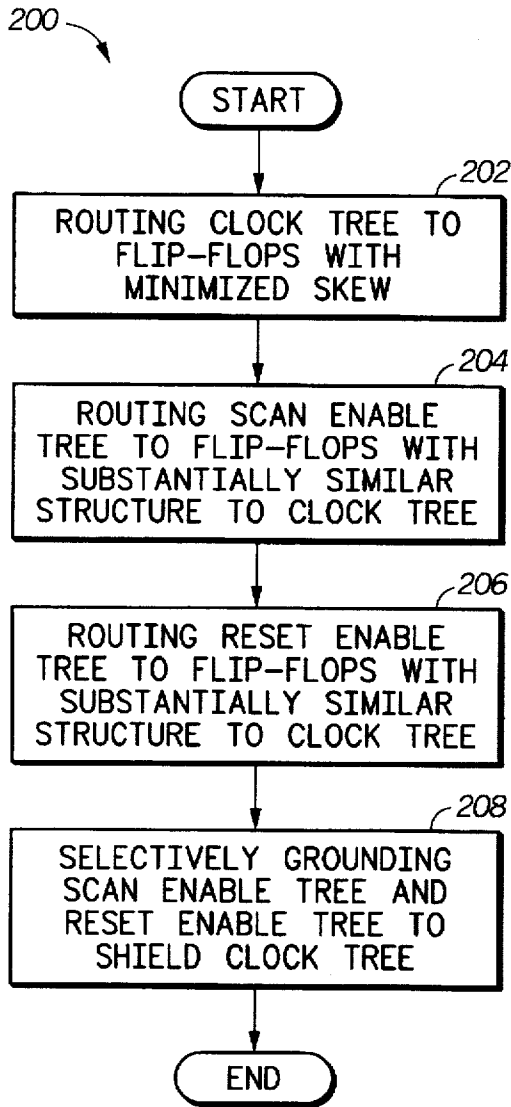 200
START
202
ROUTING CLOCK TREE TO
FLIP-FLOPS WITH
MINIMIZED SKEW
204
ROUTING SCAN ENABLE
TREE TO FLIP-FLOPS WITH
SUBSTANTIALLY SIMILAR
STRUCTURE TO CLOCK TREE
206
ROUTING RESET ENABLE
TREE TO FLIP-FLOPS WITH
SUBSTANTIALLY SIMILAR
STRUCTURE TO CLOCK TREE
208
SELECTIVELY GROUNDING
SCAN ENABLE TREE AND
RESET ENABLE TREE TO
SHIELD CLOCK TREE
END